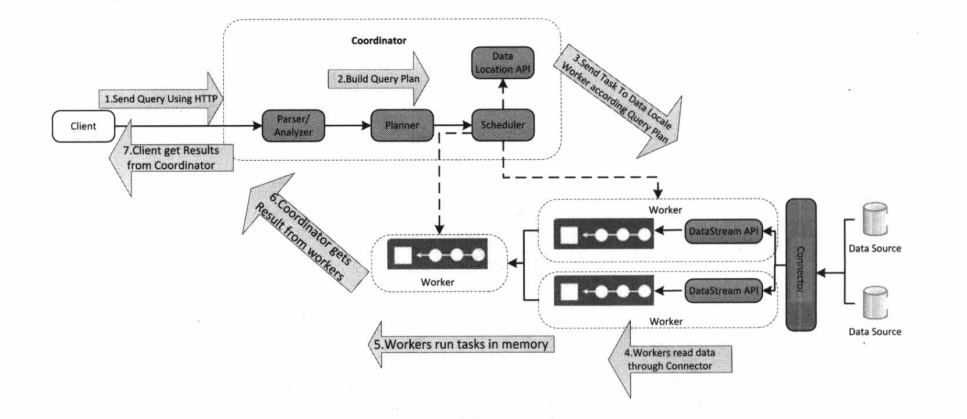 Coordinator
Data
Location API
2.Build Query Plan
3.Send Task To Data Locale
Worker according Query Plan
1.Send Query Using HTTP
Client
Parser/
Analyzer
Planner
Scheduler
7.Client get Results
from Coordinator
6.Coordinator gets
Result from workers
Worker
DataStream API
Connector
Data Source
Worker
DataStream API
Worker
Data Source
5.Workers run tasks in memory
4.Workers read data
through Connector